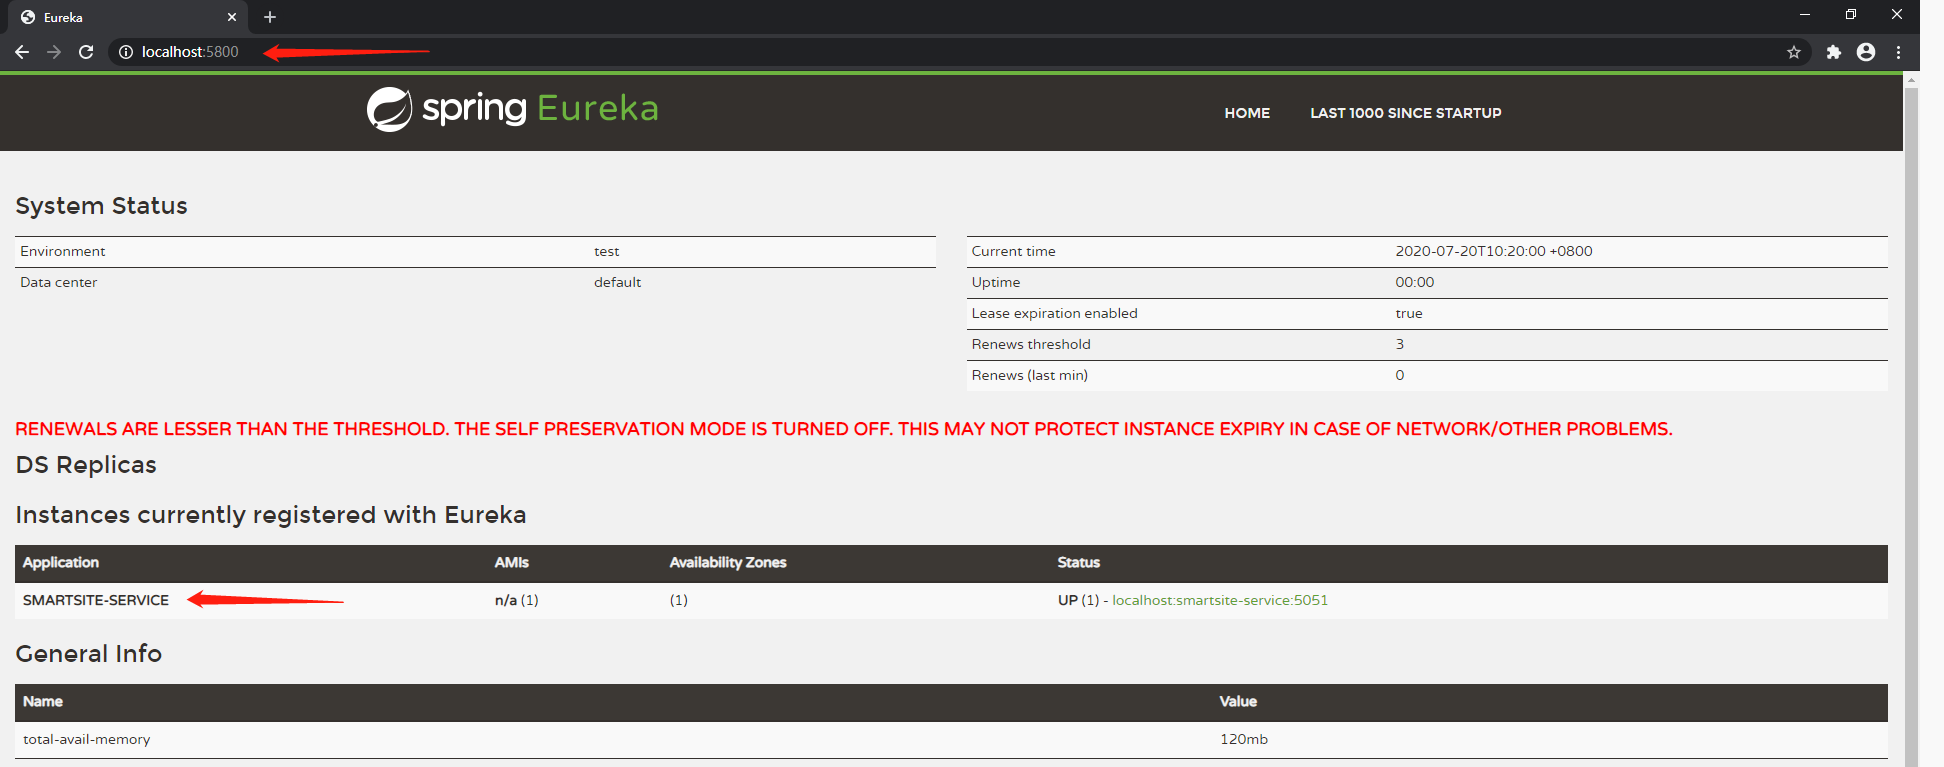 Eureka
localhost:5800
spring Eureka
HOME LAST 1000 SINCE STARTUP
System Status
Environment test
Data center default
Current time 2020-07-20T10:20:00 +0800
Uptime 00:00
Lease expiration enabled true
Renews threshold 3
Renews (last min) 0
RENEWALS ARE LESSER THAN THE THRESHOLD. THE SELF PRESERVATION MODE IS TURNED OFF. THIS MAY NOT PROTECT INSTANCE EXPIRY IN CASE OF NETWORK/OTHER PROBLEMS.
DS Replicas
Instances currently registered with Eureka
Application AMIs Availability Zones Status
SMARTSITE-SERVICE n/a (1) (1) UP (1) - localhost:smartsite-service:5051
General Info
Name Value
total-avail-memory 120mb